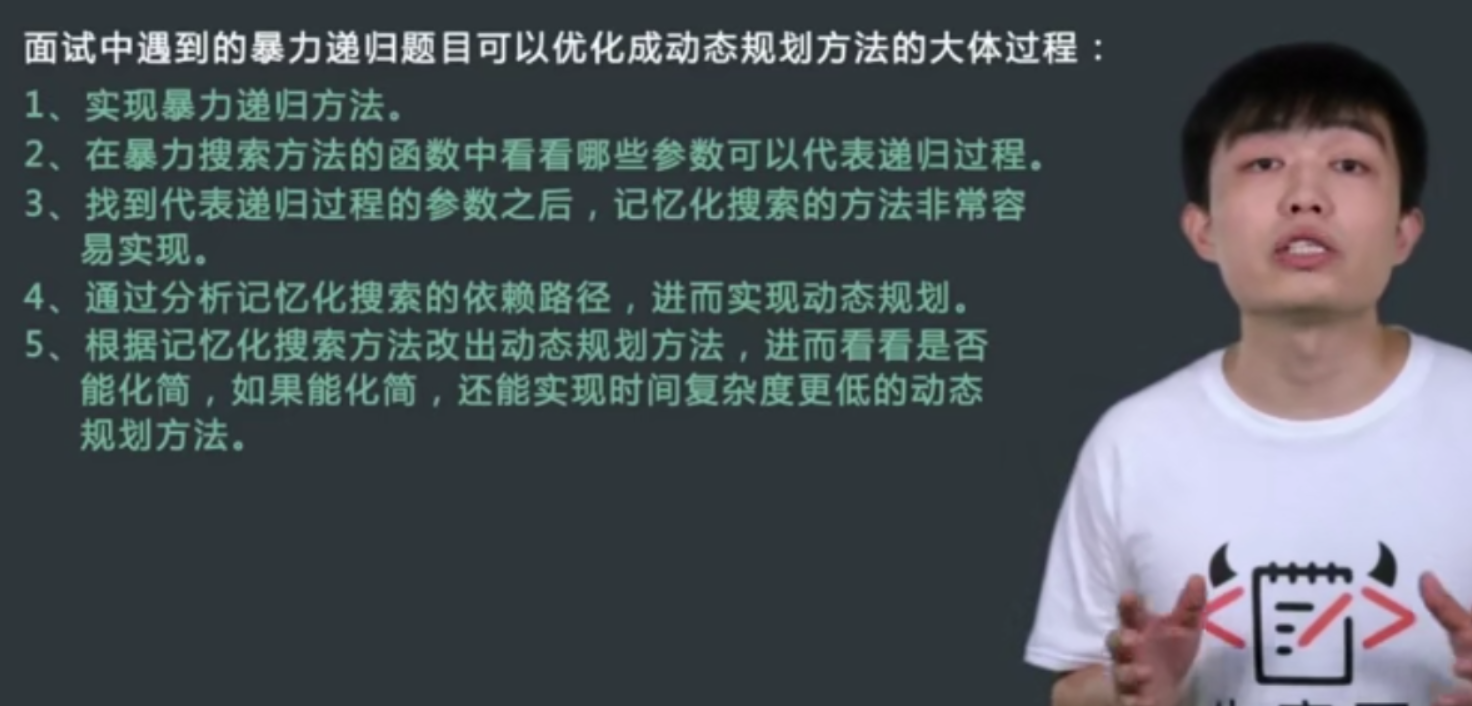 面试中遇到的暴力递归题目可以优化成动态规划方法的大体过程：
1、实现暴力递归方法。
2、在暴力搜索方法的函数中看看哪些参数可以代表递归过程。
3、找到代表递归过程的参数之后，记忆化搜索的方法非常容
易实现。
4、通过分析记忆化搜索的依赖路径，进而实现动态规划。
5、根据记忆化搜索方法改出动态规划方法，进而看看是否
能化简，如果能化简，还能实现时间复杂度更低的动态
规划方法。